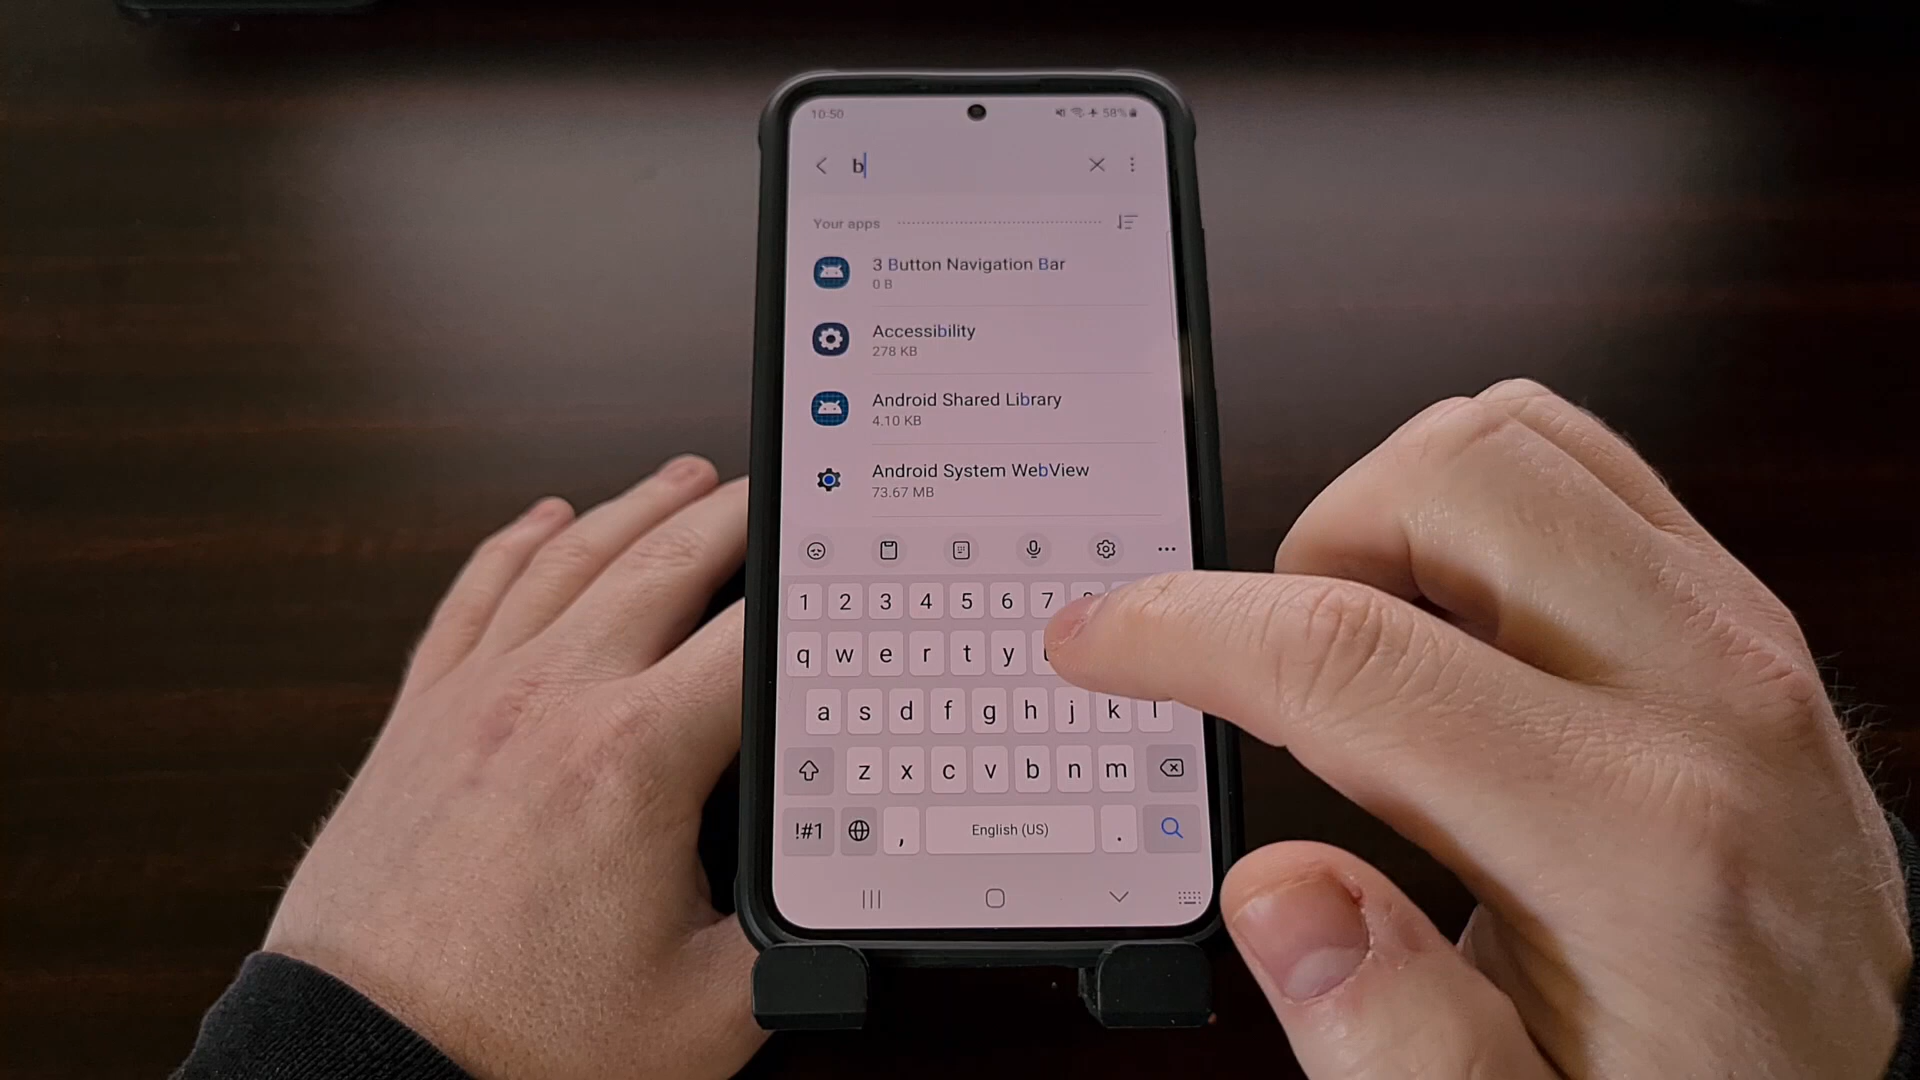 10:50 58%
b
Your apps
3 Button Navigation Bar
0 B
Accessibility
278 KB
Android Shared Library
4.10 KB
Android System WebView
73.67 MB
1 2 3 4 5 6 7
q w e r t y
a s d f g h j k l
z x c v b n m
!#1 , English (US) .